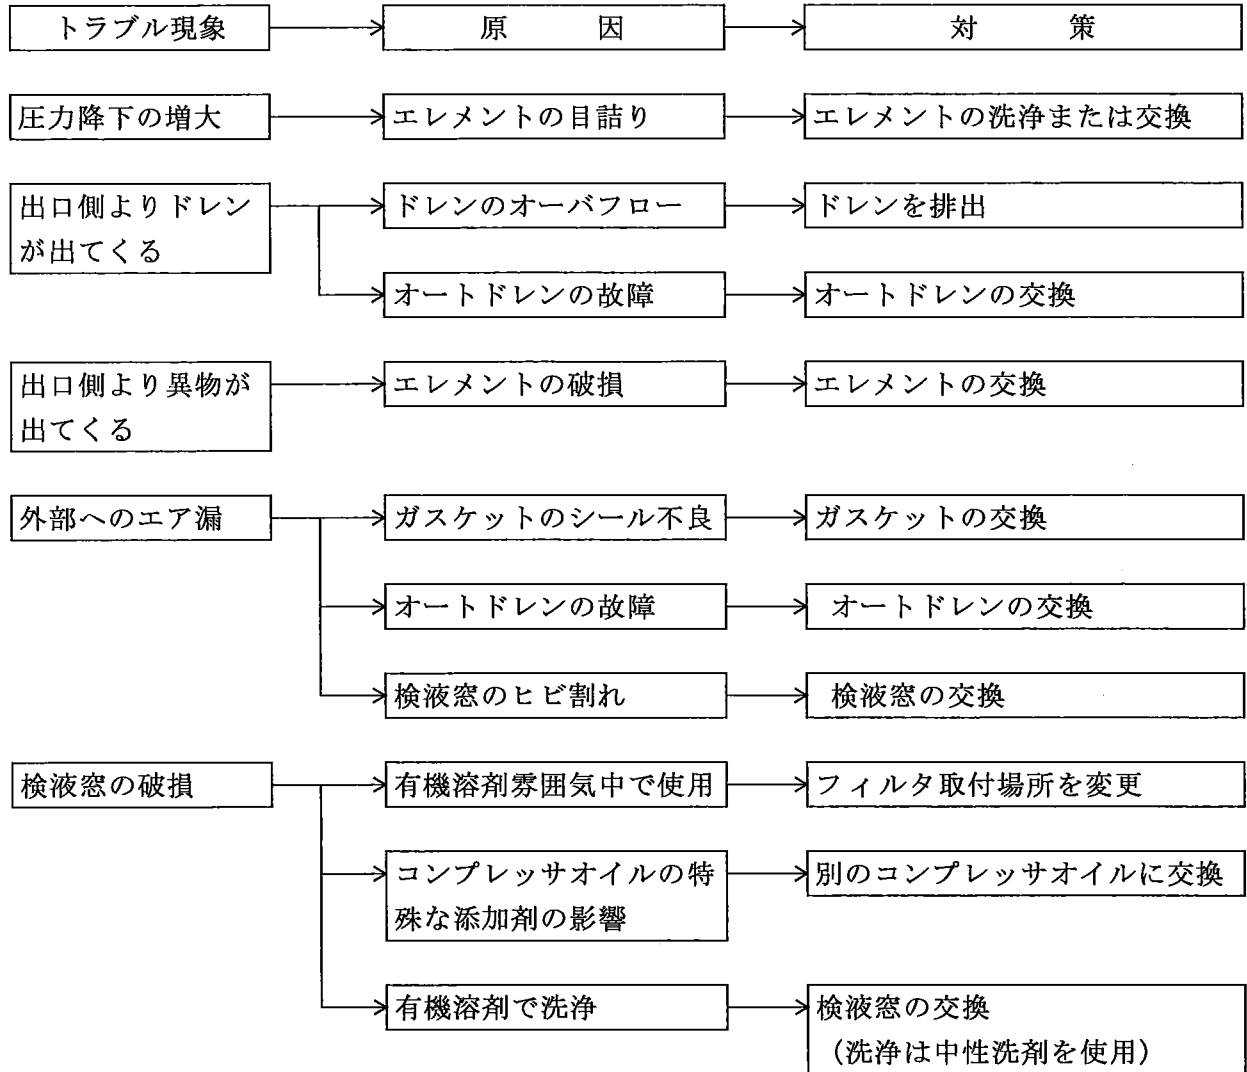 トラブル現象
原因
対策
圧力降下の増大
エレメントの目詰り
エレメントの洗浄または交換
出口側よりドレン
が出てくる
ドレンのオーバフロー
ドレンを排出
オートドレンの故障
オートドレンの交換
出口側より異物が
出てくる
エレメントの破損
エレメントの交換
外部へのエア漏
ガスケットのシール不良
ガスケットの交換
オートドレンの故障
オートドレンの交換
検液窓のヒビ割れ
検液窓の交換
検液窓の破損
有機溶剤雰囲気中で使用
フィルタ取付場所を変更
コンプレッサオイルの特
殊な添加剤の影響
別のコンプレッサオイルに交換
有機溶剤で洗浄
検液窓の交換
（洗浄は中性洗剤を使用）